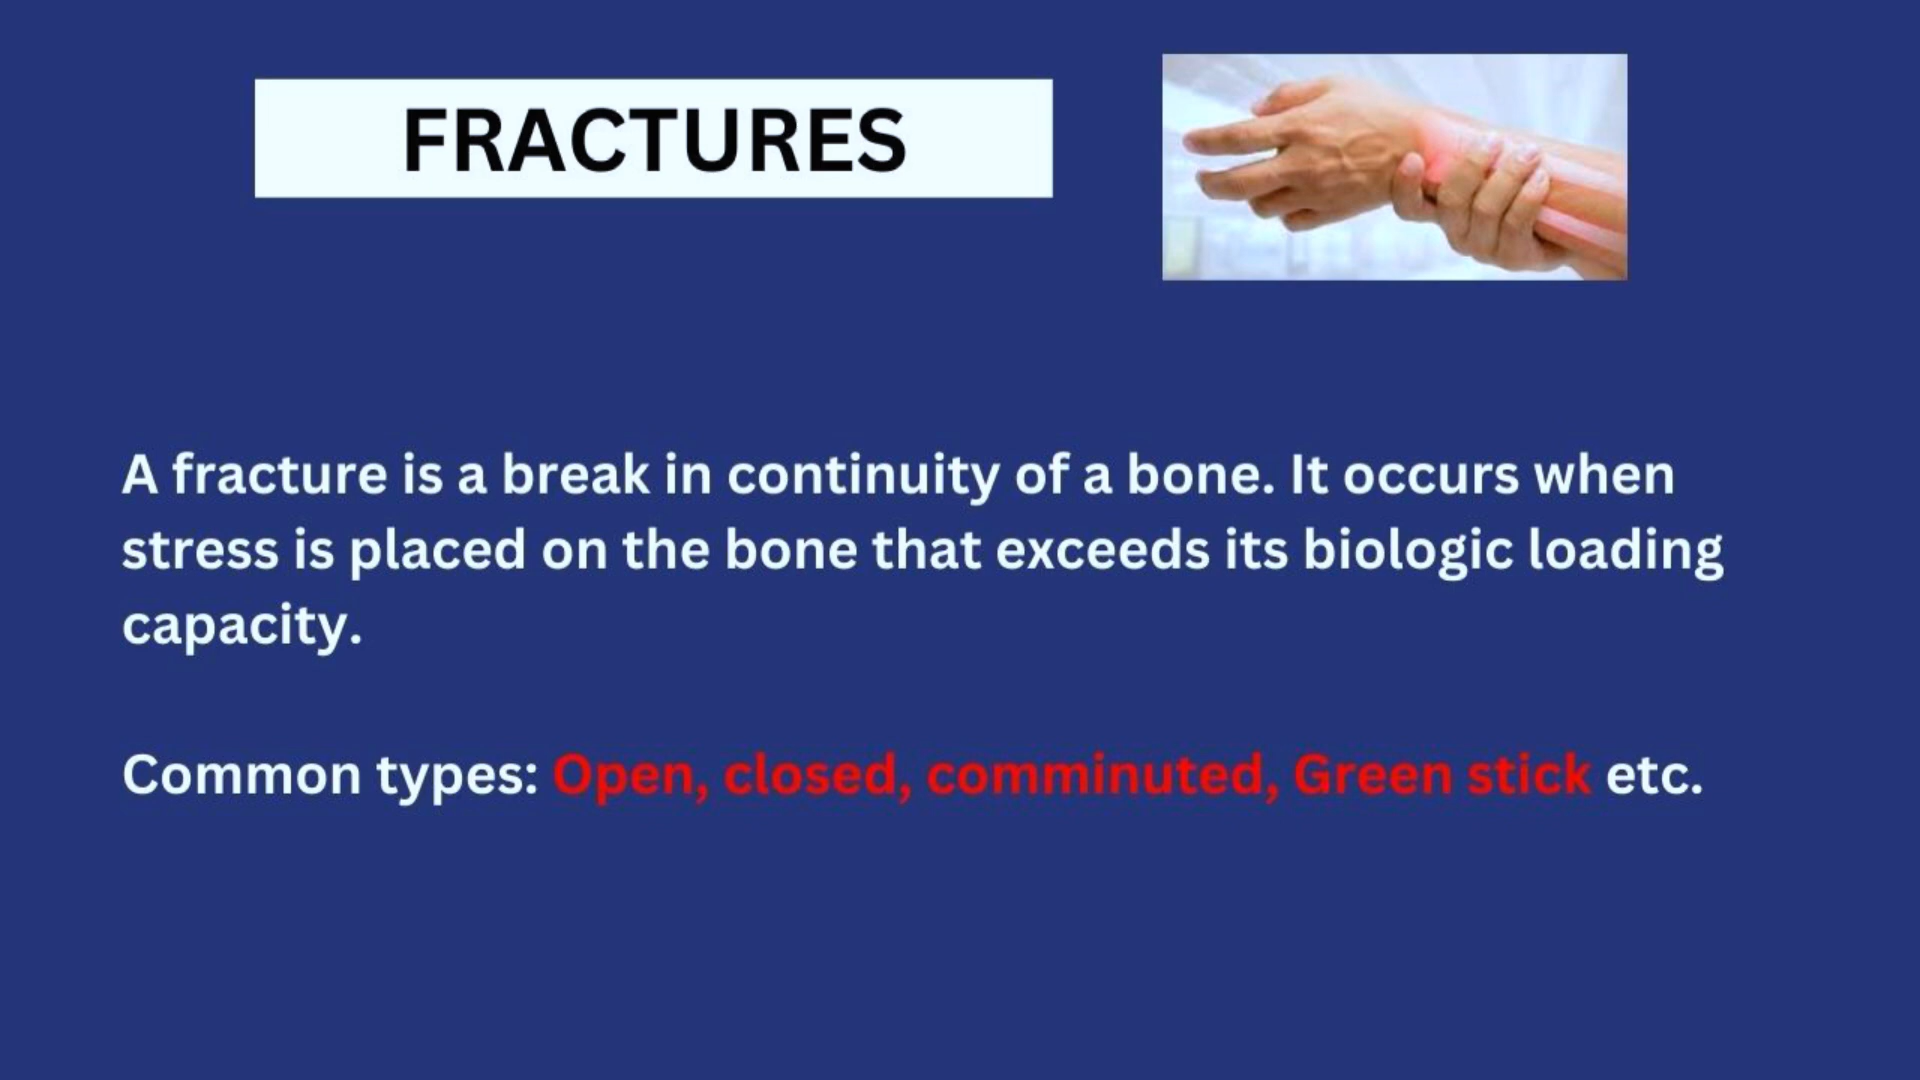 FRACTURES
A fracture is a break in continuity of a bone. It occurs when
stress is placed on the bone that exceeds its biologic loading
capacity.
Common types: Open, closed, comminuted, Green stick etc.